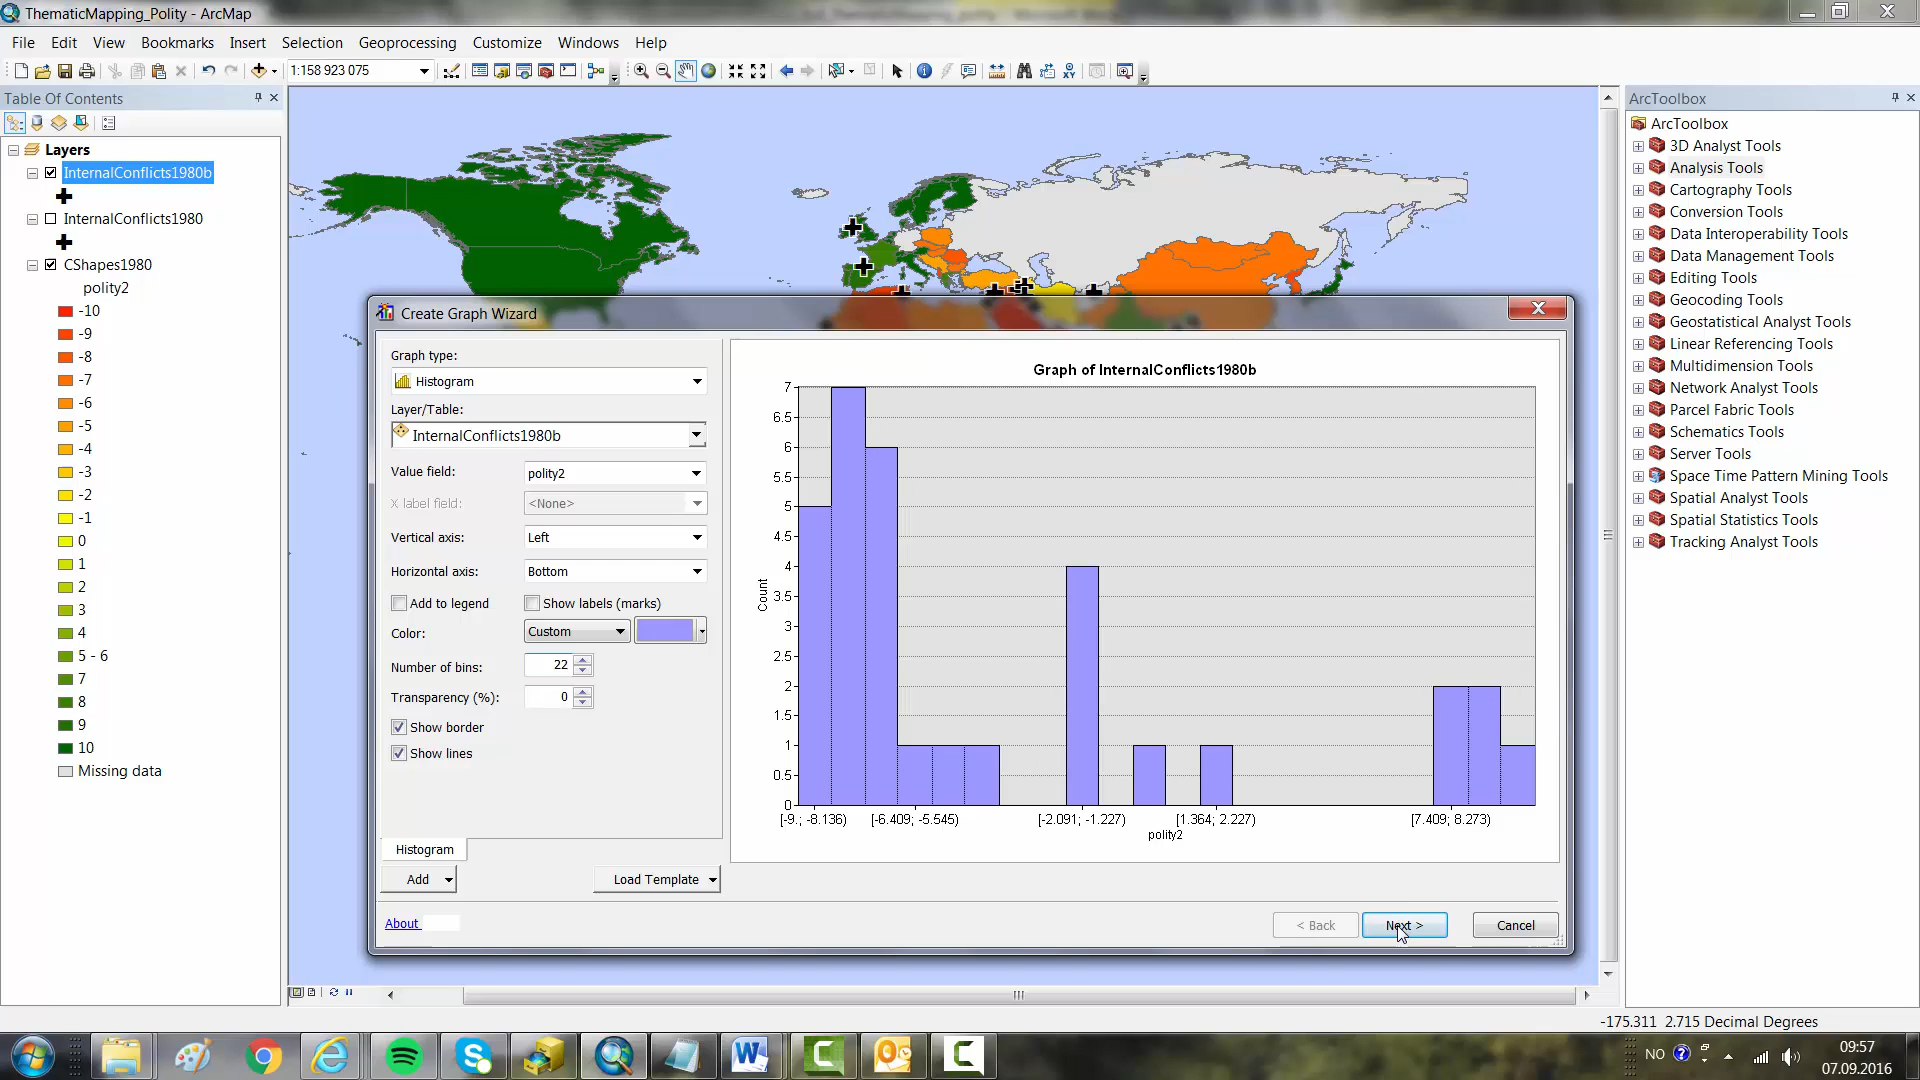 ThematicMapping_Polity - ArcMap
File Edit View Bookmarks Insert Selection Geoprocessing Customize Windows Help
1:158 923 075
Table Of Contents
Layers
InternalConflicts1980b
InternalConflicts1980
CShapes1980
polity2
-10
-9
-8
-7
-6
-5
-4
-3
-2
-1
0
1
2
3
4
5 - 6
7
8
9
10
Missing data
Create Graph Wizard
Graph type:
Histogram
Layer/Table:
InternalConflicts1980b
Value field: polity2
X label field: <None>
Vertical axis: Left
Horizontal axis: Bottom
Add to legend Show labels (marks)
Color: Custom
Number of bins: 22
Transparency (%): 0
Show border
Show lines
Histogram
Add Load Template
About
< Back Next > Cancel
Graph of InternalConflicts1980b
7
6.5
6
5.5
5
4.5
4
3.5
3
2.5
2
1.5
1
0.5
0
Count
[-9.; -8.136) [-6.409; -5.545) [-2.091; -1.227) [1.364; 2.227) [7.409; 8.273)
polity2
ArcToolbox
ArcToolbox
3D Analyst Tools
Analysis Tools
Cartography Tools
Conversion Tools
Data Interoperability Tools
Data Management Tools
Editing Tools
Geocoding Tools
Geostatistical Analyst Tools
Linear Referencing Tools
Multidimension Tools
Network Analyst Tools
Parcel Fabric Tools
Schematics Tools
Server Tools
Space Time Pattern Mining Tools
Spatial Analyst Tools
Spatial Statistics Tools
Tracking Analyst Tools
-175.311 2.715 Decimal Degrees
NO
09:57
07.09.2016